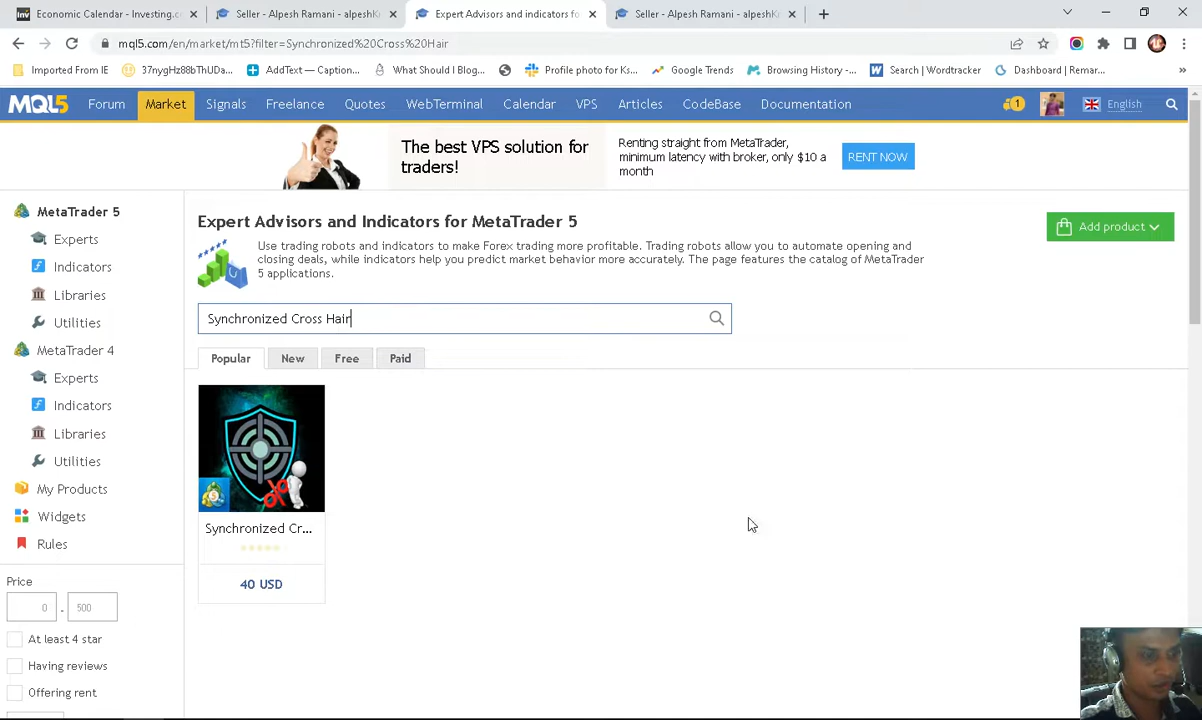 Economic Calendar - Investing.c
Seller - Alpesh Ramani - alpeshK
Expert Advisors and indicators fo
Seller - Alpesh Ramani - alpeshK
mql5.com/en/market/mt5?filter=Synchronized%20Cross%20Hair
Imported From IE
37nygHz88bThUDa...
AddText — Caption...
What Should I Blog...
Profile photo for Ks...
Google Trends
Browsing History -...
Search | Wordtracker
Dashboard | Remar...
MQL5
Forum
Market
Signals
Freelance
Quotes
WebTerminal
Calendar
VPS
Articles
CodeBase
Documentation
1
English
The best VPS solution for
traders!
Renting straight from MetaTrader,
minimum latency with broker, only $10 a
month
RENT NOW
MetaTrader 5
Experts
Indicators
Libraries
Utilities
MetaTrader 4
Experts
Indicators
Libraries
Utilities
My Products
Widgets
Rules
Price
0 - 500
At least 4 star
Having reviews
Offering rent
Expert Advisors and Indicators for MetaTrader 5
Add product
Use trading robots and indicators to make Forex trading more profitable. Trading robots allow you to automate opening and
closing deals, while indicators help you predict market behavior more accurately. The page features the catalog of MetaTrader
5 applications.
Synchronized Cross Hair
Popular
New
Free
Paid
Synchronized Cr...
40 USD